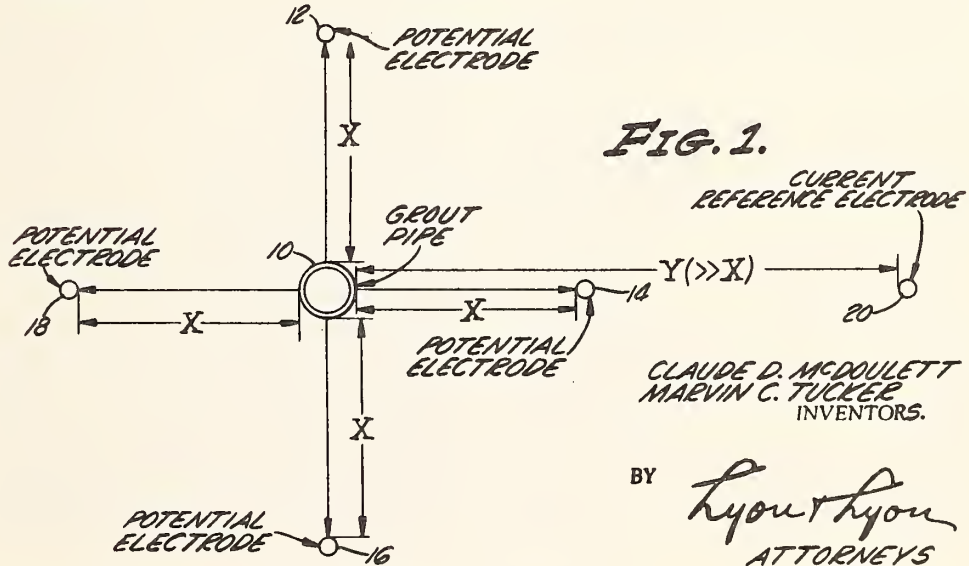 12
POTENTIAL
ELECTRODE
X
FIG. 1.
CURRENT
REFERENCE ELECTRODE
GROUT
PIPE
10
POTENTIAL
ELECTRODE
18
X
Y(>>X)
14
X
20
POTENTIAL
ELECTRODE
X
CLAUDE D. MCDOULETT
MARVIN C. TUCKER
INVENTORS.
BY
Lyon & Lyon
ATTORNEYS
POTENTIAL
ELECTRODE
16